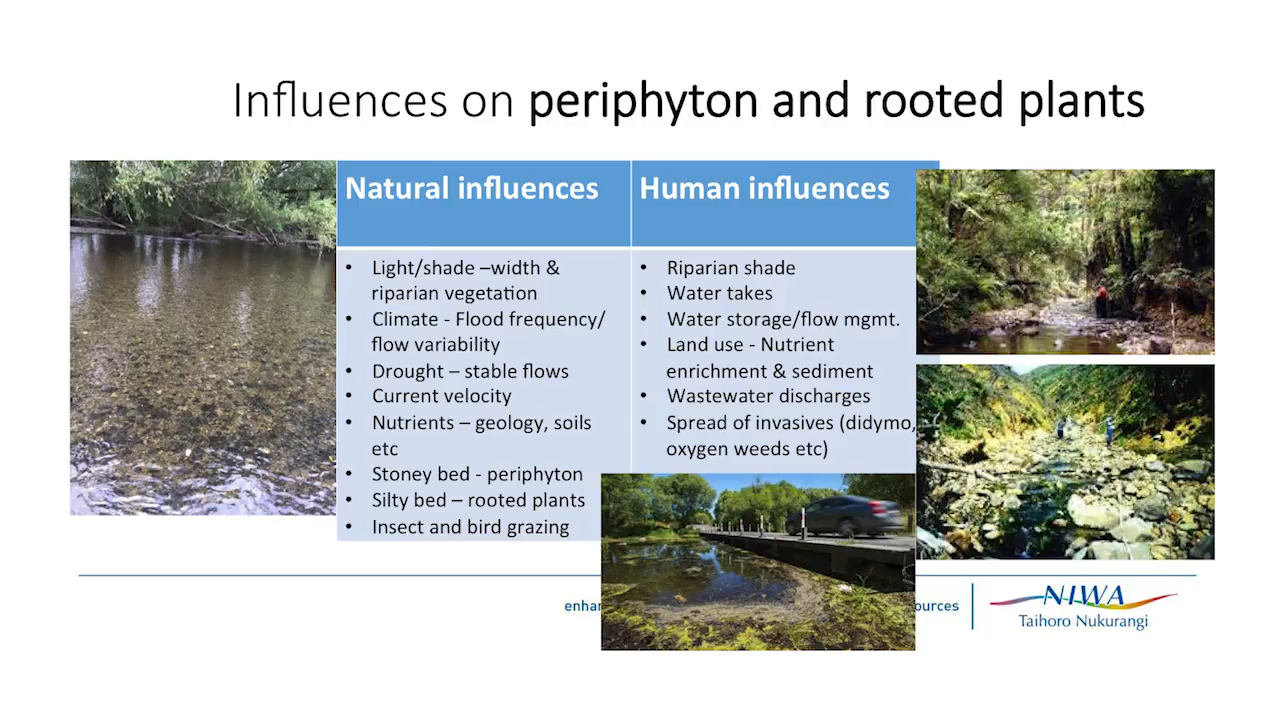 Influences on periphyton and rooted plants
Natural influences
• Light/shade –width &
riparian vegetation
• Climate - Flood frequency/
flow variability
• Drought – stable flows
• Current velocity
• Nutrients – geology, soils
etc
• Stoney bed - periphyton
• Silty bed – rooted plants
• Insect and bird grazing
Human influences
• Riparian shade
• Water takes
• Water storage/flow mgmt.
• Land use - Nutrient
enrichment & sediment
• Wastewater discharges
• Spread of invasives (didymo,
oxygen weeds etc)
NIWA
Taihoro Nukurangi